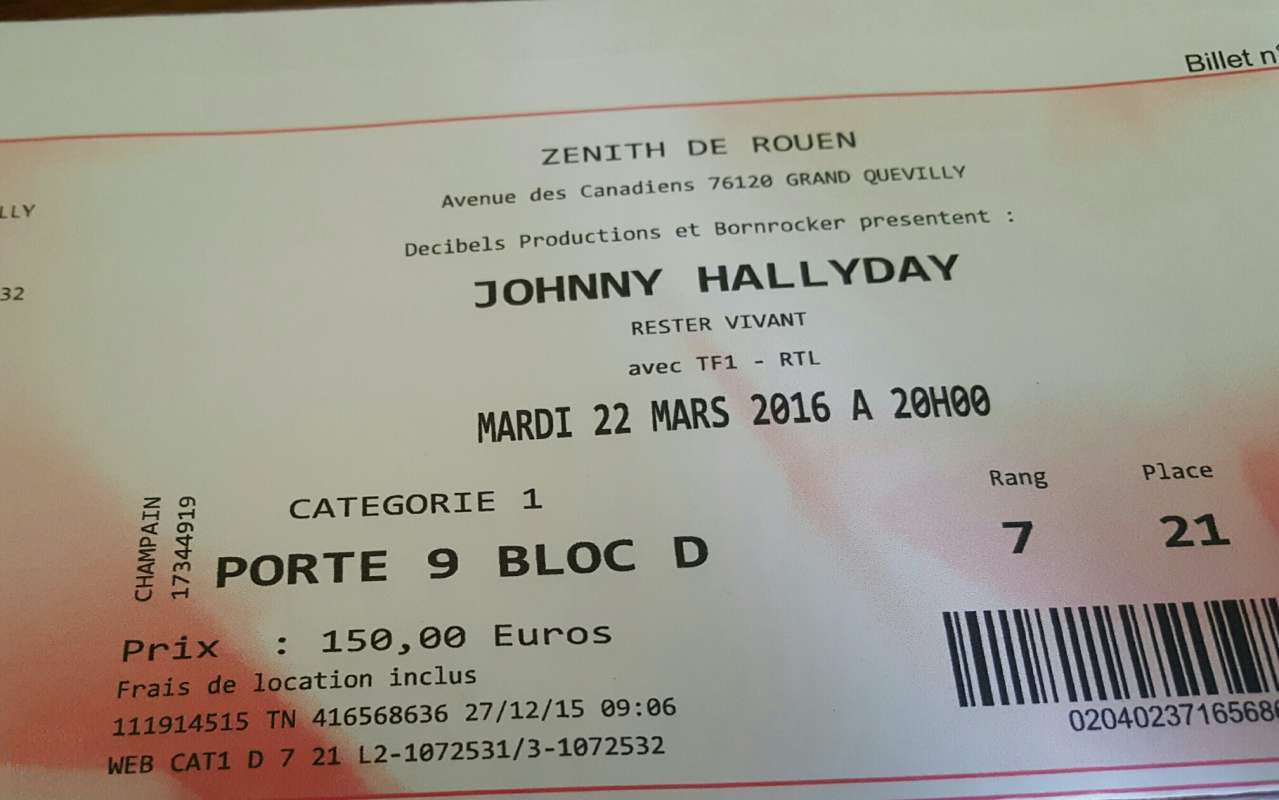 Billet n°
LLY
32
ZENITH DE ROUEN
Avenue des Canadiens 76120 GRAND QUEVILLY
Decibels Productions et Bornrocker presentent :
JOHNNY HALLYDAY
RESTER VIVANT
avec TF1 - RTL
MARDI 22 MARS 2016 A 20H00
Rang Place
7 21
CHAMPAIN
17344919
CATEGORIE 1
PORTE 9 BLOC D
Prix : 150,00 Euros
Frais de location inclus
111914515 TN 416568636 27/12/15 09:06
WEB CAT1 D 7 21 L2-1072531/3-1072532
02040237165686